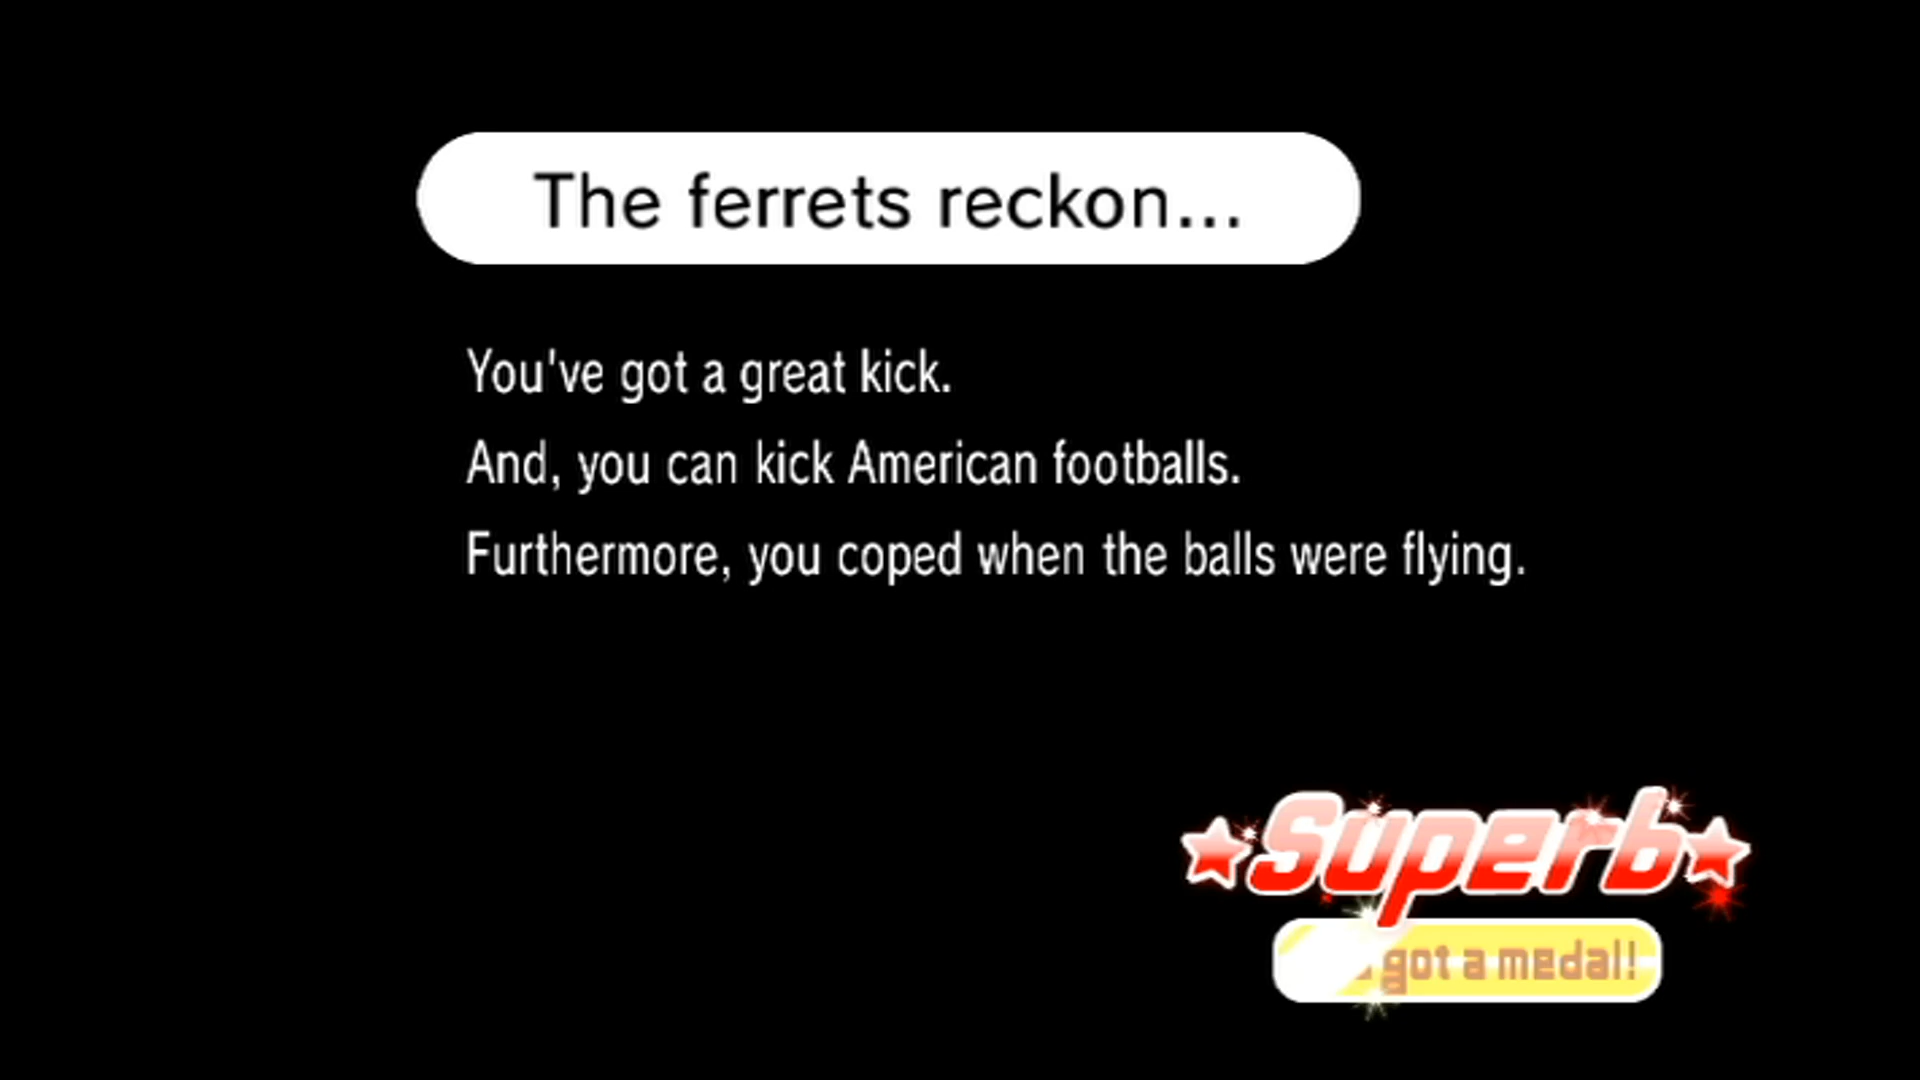 The ferrets reckon...
You've got a great kick.
And, you can kick American footballs.
Furthermore, you coped when the balls were flying.
Superb
got a medal!